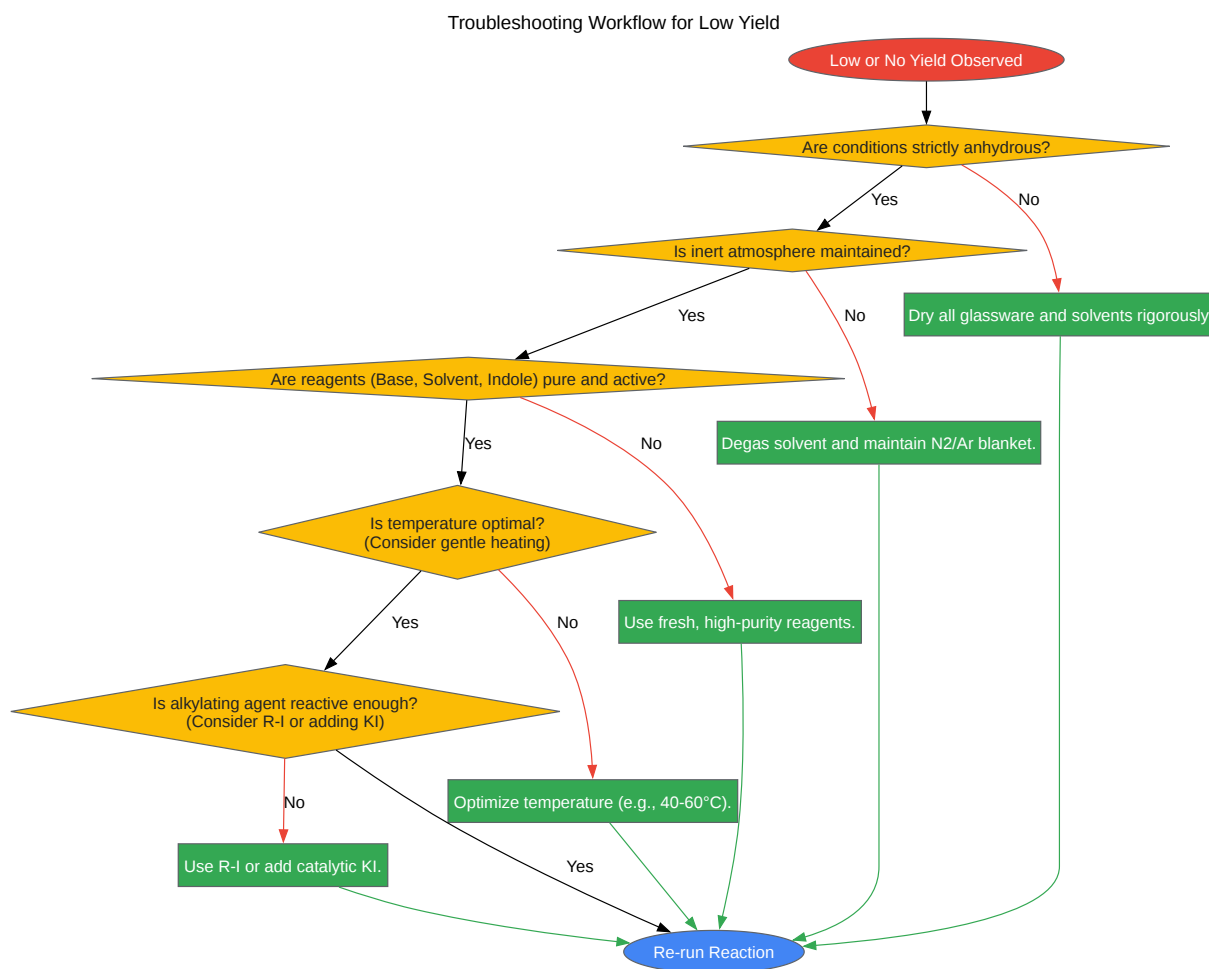 Troubleshooting Workflow for Low Yield
Low or No Yield Observed
Are conditions strictly anhydrous?
Yes
No
Is inert atmosphere maintained?
Dry all glassware and solvents rigorously
Yes
No
Are reagents (Base, Solvent, Indole) pure and active?
Degas solvent and maintain N2/Ar blanket.
Yes
No
Is temperature optimal?
(Consider gentle heating)
Use fresh, high-purity reagents.
Yes
No
Is alkylating agent reactive enough?
(Consider R-I or adding KI)
Optimize temperature (e.g., 40-60°C).
No
Yes
Use R-I or add catalytic KI.
Re-run Reaction